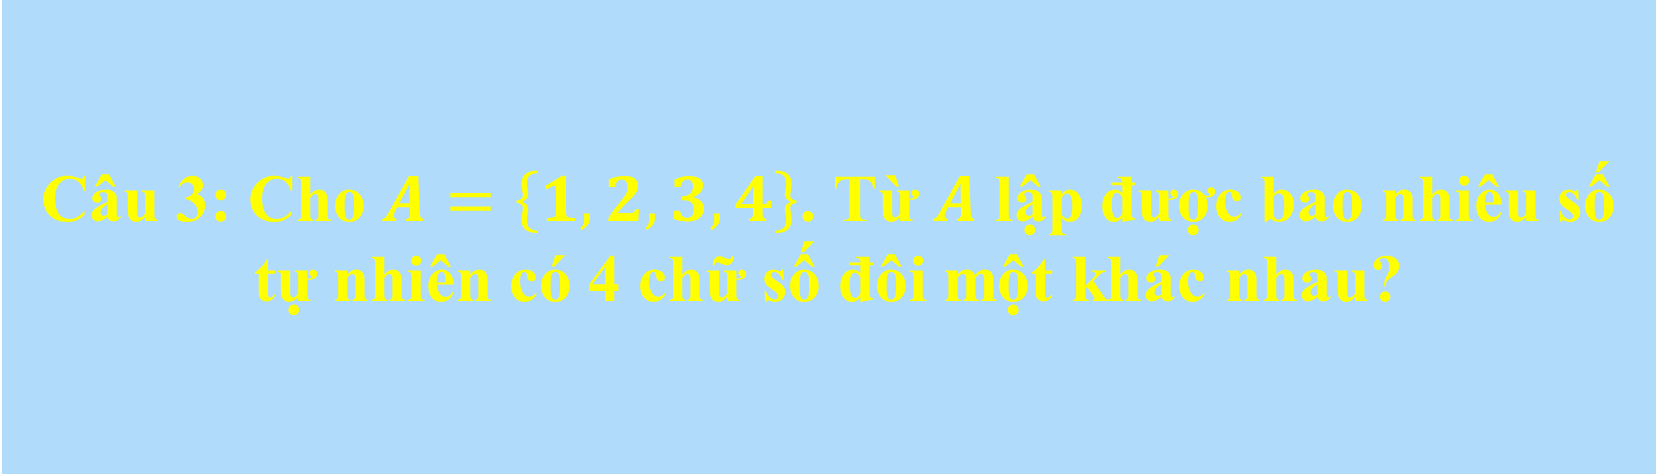 Câu 3: Cho A = {1, 2, 3, 4}. Từ A lập được bao nhiêu số
tự nhiên có 4 chữ số đôi một khác nhau?